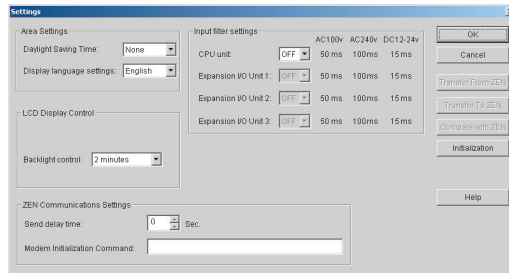 Settings
Area Settings
Daylight Saving Time: None
Display language settings: English
LCD Display Control
Backlight control: 2 minutes
Input filter settings
AC100v AC240v DC12-24v
CPU unit: OFF 50 ms 100ms 15 ms
Expansion I/O Unit 1: OFF 50 ms 100ms 15 ms
Expansion I/O Unit 2: OFF 50 ms 100ms 15 ms
Expansion I/O Unit 3: OFF 50 ms 100ms 15 ms
ZEN Communications Settings
Send delay time: 0 Sec.
Modem Initialization Command:
OK
Cancel
Transfer From ZEN
Transfer To ZEN
Compare with ZEN
Initialization
Help